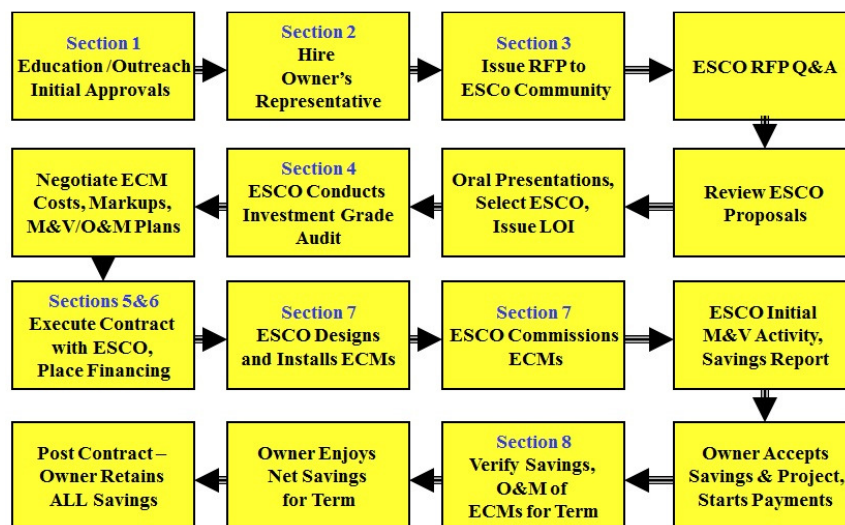 Section 1
Education /Outreach
Initial Approvals
Section 2
Hire
Owner's
Representative
Section 3
Issue RFP to
ESCo Community
ESCO RFP Q&A
Negotiate ECM
Costs, Markups,
M&V/O&M Plans
Section 4
ESCO Conducts
Investment Grade
Audit
Oral Presentations,
Select ESCO,
Issue LOI
Review ESCO
Proposals
Sections 5&6
Execute Contract
with ESCO,
Place Financing
Section 7
ESCO Designs
and Installs ECMs
Section 7
ESCO Commissions
ECMs
ESCO Initial
M&V Activity,
Savings Report
Post Contract –
Owner Retains
ALL Savings
Owner Enjoys
Net Savings
for Term
Section 8
Verify Savings,
O&M of
ECMs for Term
Owner Accepts
Savings & Project,
Starts Payments